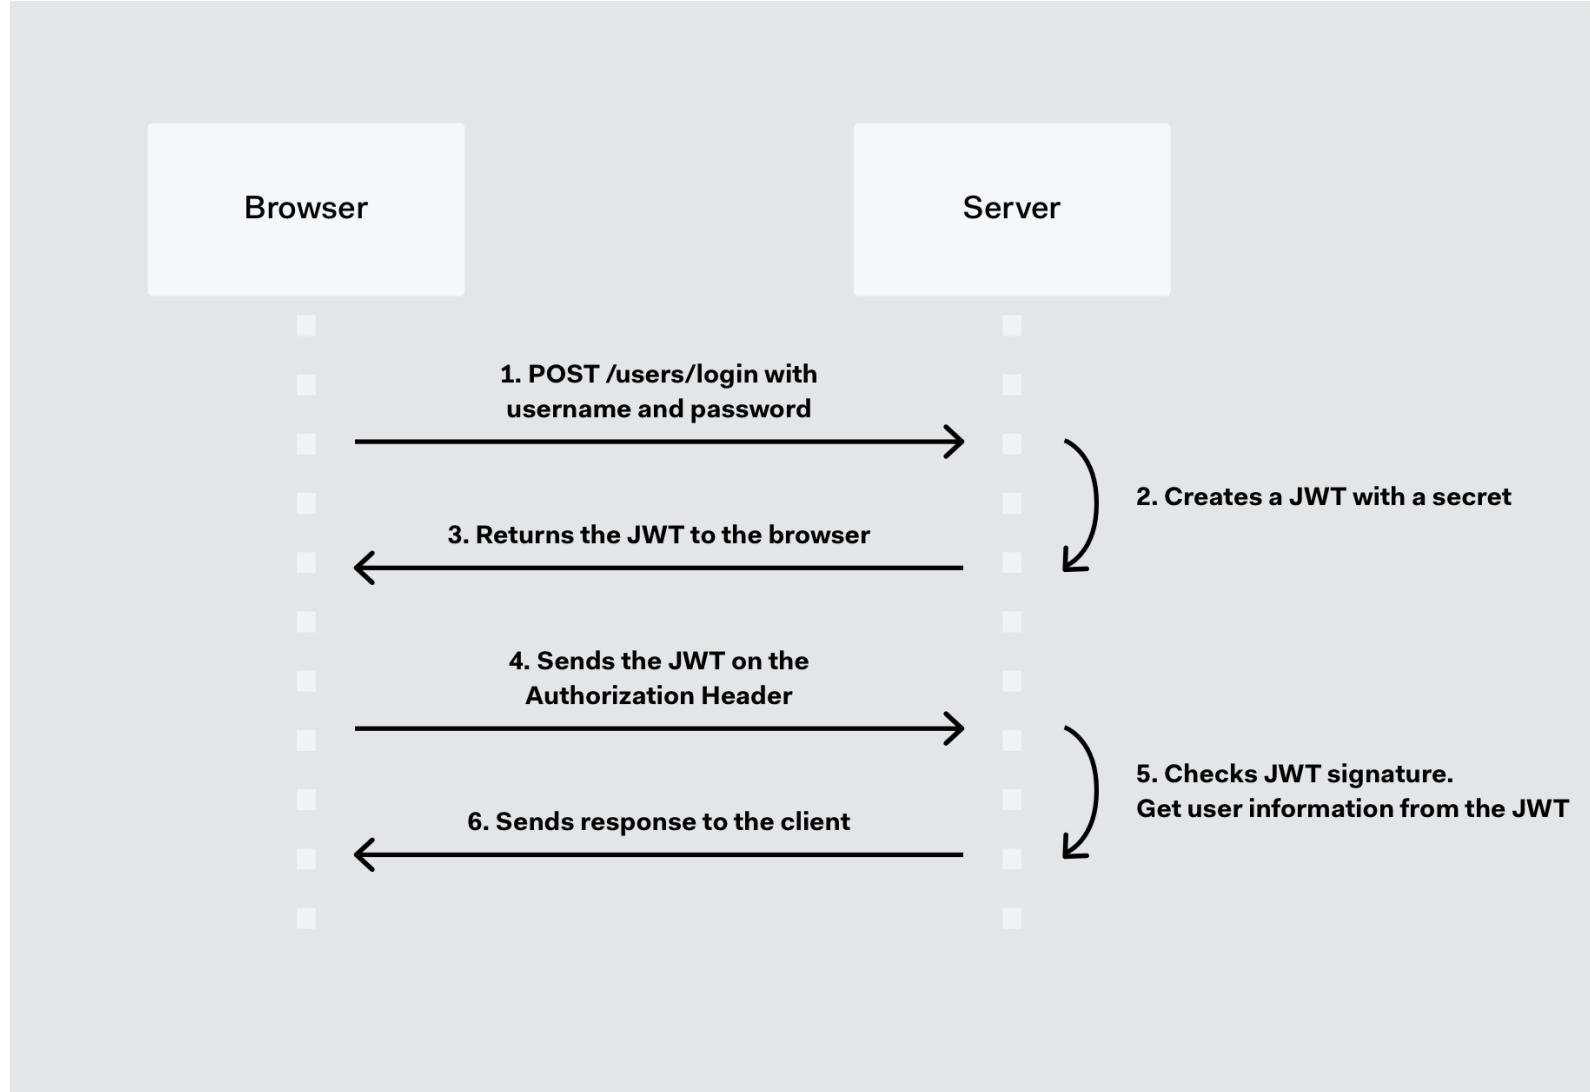 Browser
Server
1. POST /users/login with
username and password
2. Creates a JWT with a secret
3. Returns the JWT to the browser
4. Sends the JWT on the
Authorization Header
5. Checks JWT signature.
Get user information from the JWT
6. Sends response to the client